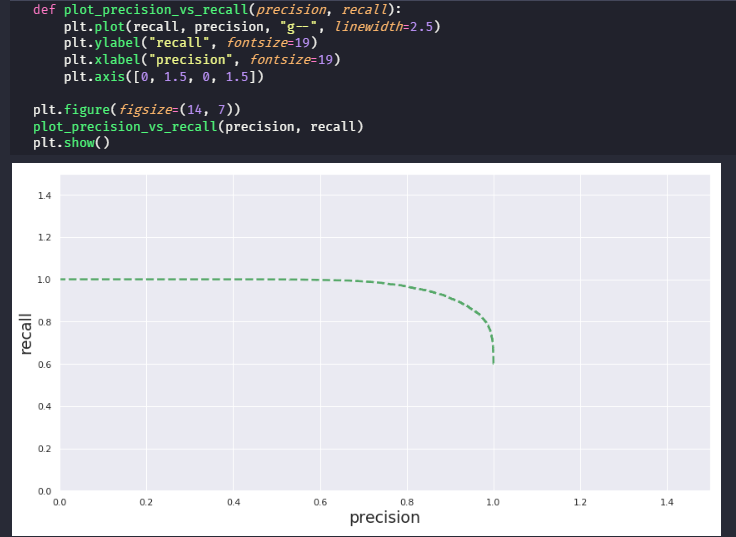 def plot_precision_vs_recall(precision, recall):
    plt.plot(recall, precision, "g--", linewidth=2.5)
    plt.ylabel("recall", fontsize=19)
    plt.xlabel("precision", fontsize=19)
    plt.axis([0, 1.5, 0, 1.5])
plt.figure(figsize=(14, 7))
plot_precision_vs_recall(precision, recall)
plt.show()
1.4
1.2
1.0
0.8
0.6
0.4
0.2
0.0
recall
0.0 0.2 0.4 0.6 0.8 1.0 1.2 1.4
precision